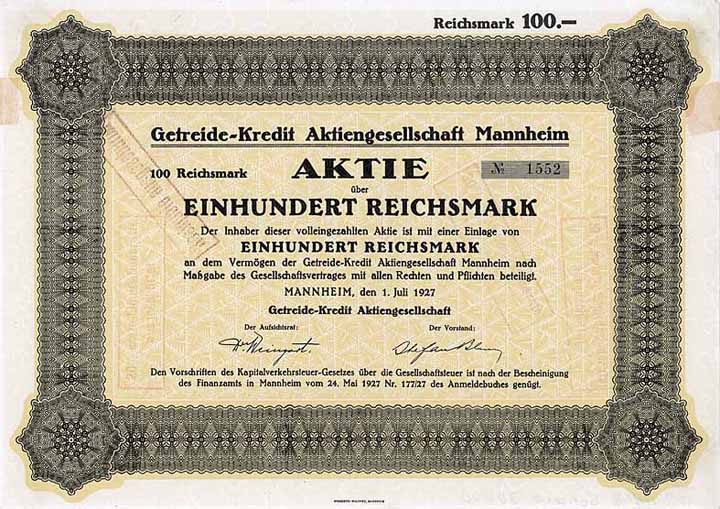 Reichsmark 100.—
Getreide-Kredit Aktiengesellschaft Mannheim
100 Reichsmark AKTIE № 1552
über
EINHUNDERT REICHSMARK
Der Inhaber dieser volleingezahlten Aktie ist mit einer Einlage von
EINHUNDERT REICHSMARK
an dem Vermögen der Getreide-Kredit Aktiengesellschaft Mannheim nach
Maßgabe des Gesellschaftsvertrages mit allen Rechten und Pflichten beteiligt.
MANNHEIM, den 1. Juli 1927
Getreide-Kredit Aktiengesellschaft
Der Aufsichtsrat: Der Vorstand:
Den Vorschriften des Kapitalverkehrsteuer-Gesetzes über die Gesellschaftsteuer ist nach der Bescheinigung
des Finanzamts in Mannheim vom 24. Mai 1927 Nr. 177/27 des Anmeldebuches genügt.